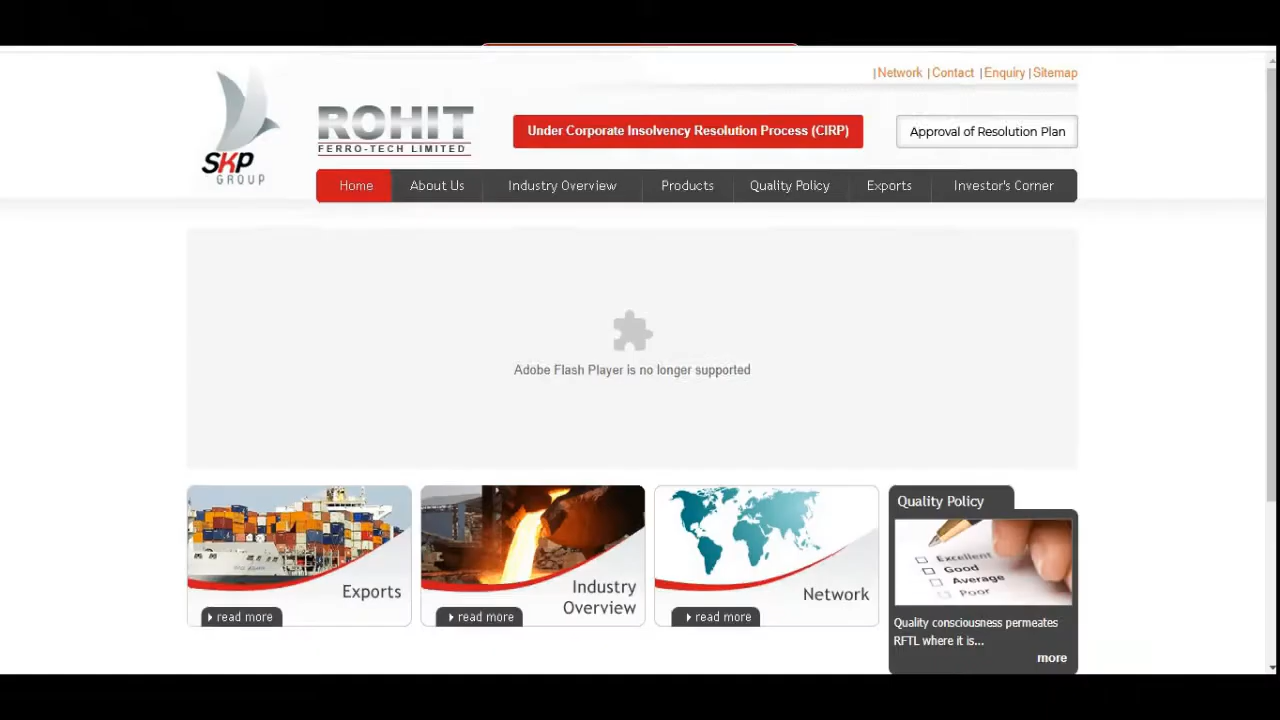 |Network |Contact |Enquiry |Sitemap
SKP
GROUP
ROHIT
FERRO-TECH LIMITED
Under Corporate Insolvency Resolution Process (CIRP)
Approval of Resolution Plan
Home About Us Industry Overview Products Quality Policy Exports Investor's Corner
Adobe Flash Player is no longer supported
Exports
read more
Industry
Overview
read more
Network
read more
Quality Policy
Excellent
Good
Average
Poor
Quality consciousness permeates
RFTL where it is...
more